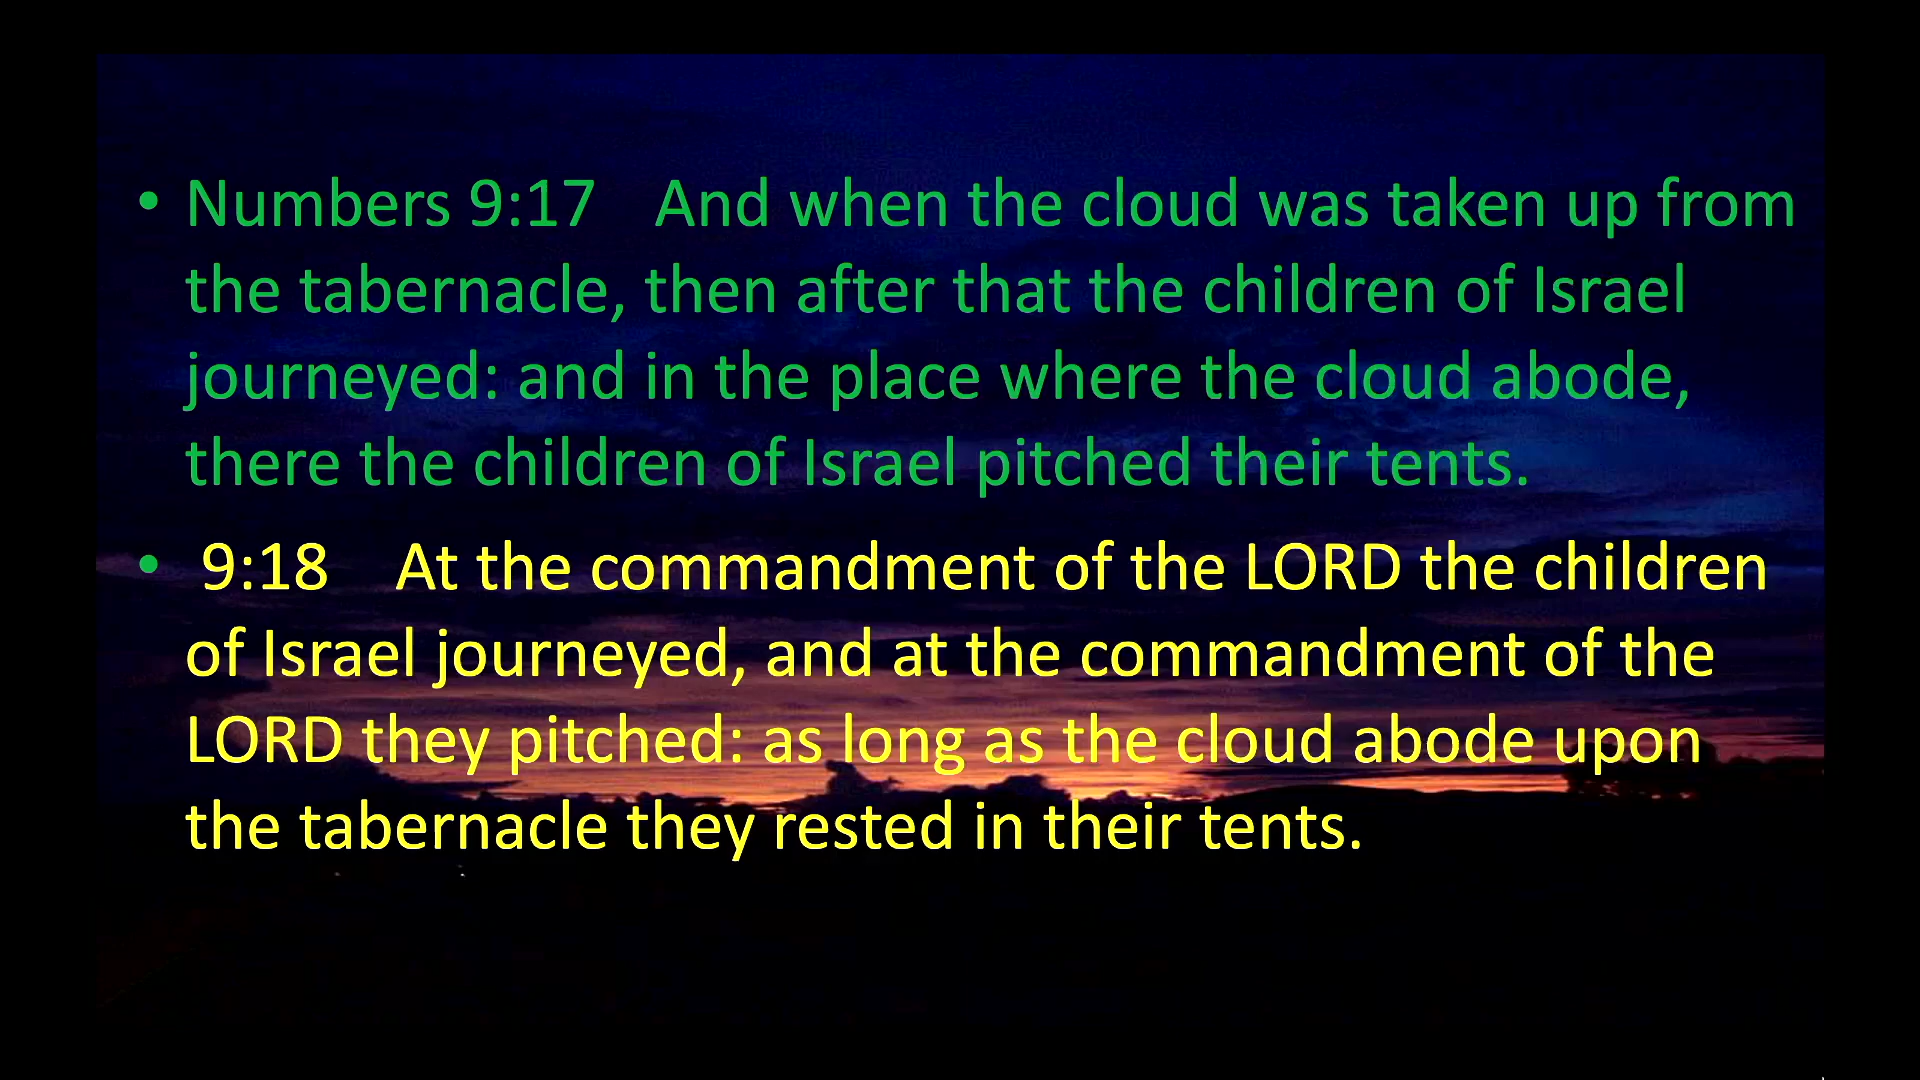 • Numbers 9:17 And when the cloud was taken up from
the tabernacle, then after that the children of Israel
journeyed: and in the place where the cloud abode,
there the children of Israel pitched their tents.
• 9:18 At the commandment of the LORD the children
of Israel journeyed, and at the commandment of the
LORD they pitched: as long as the cloud abode upon
the tabernacle they rested in their tents.